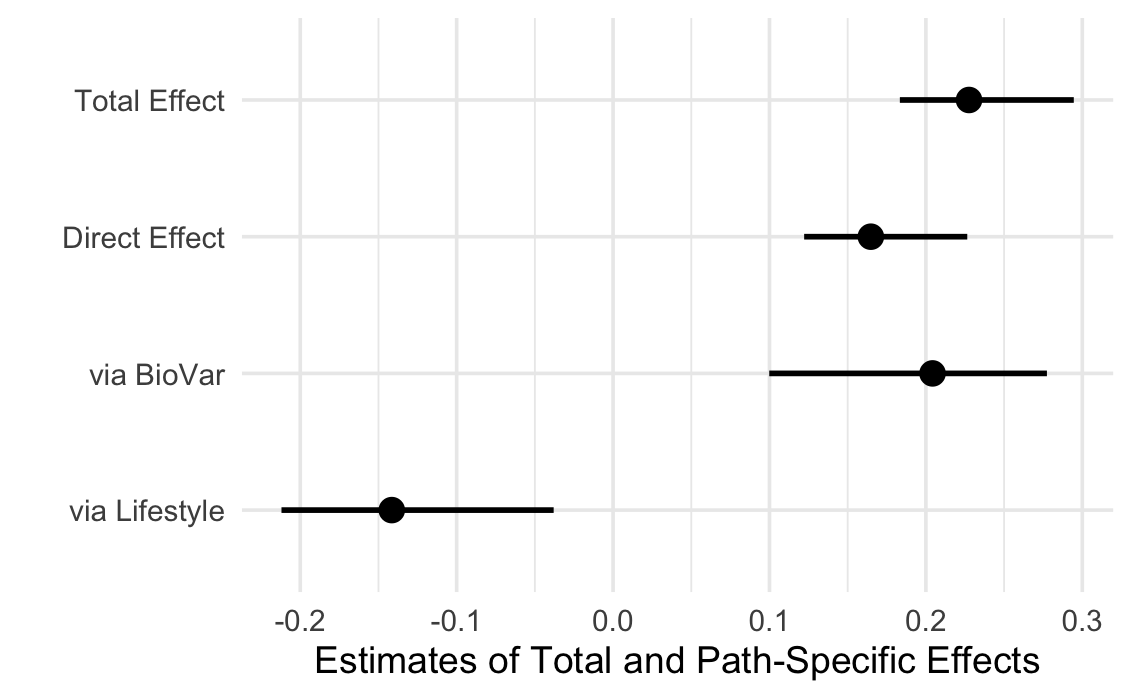 Total Effect
Direct Effect
via BioVar
via Lifestyle
-0.2 -0.1 0.0 0.1 0.2 0.3
Estimates of Total and Path-Specific Effects